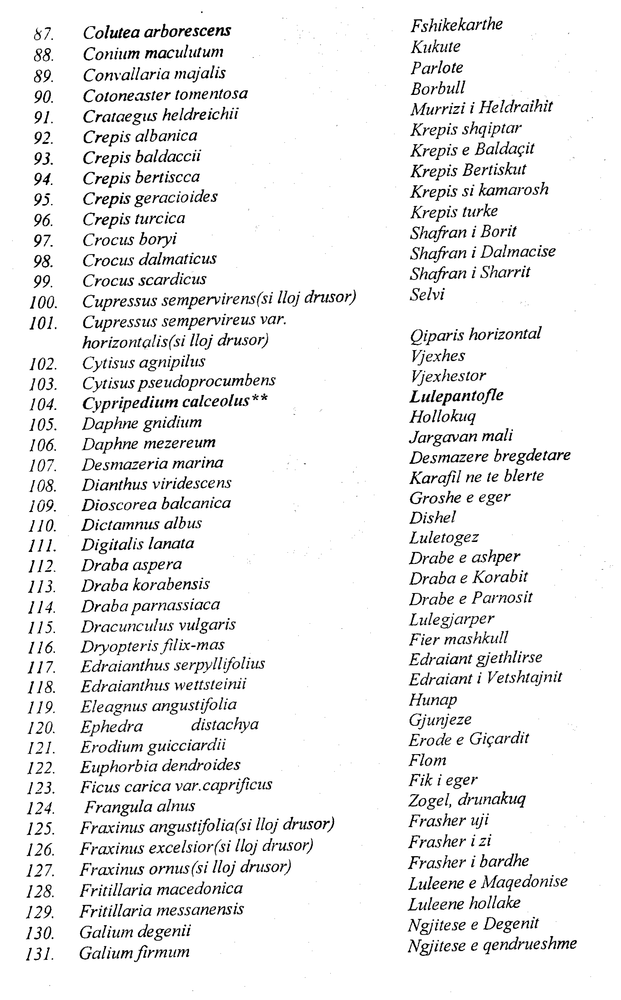 87. Colutea arborescens Fshikekarthe
88. Conium maculutum Kukute
89. Convallaria majalis Parlote
90. Cotoneaster tomentosa Borbull
91. Crataegus heldreichii Murrizi i Heldraihit
92. Crepis albanica Krepis shqiptar
93. Crepis baldaccii Krepis e Baldaçit
94. Crepis bertiscca Krepis Bertiskut
95. Crepis geracioides Krepis si kamarosh
96. Crepis turcica Krepis turke
97. Crocus boryi Shafran i Borit
98. Crocus dalmaticus Shafran i Dalmacise
99. Crocus scardicus Shafran i Sharrit
100. Cupressus sempervirens(si lloj drusor) Selvi
101. Cupressus sempervireus var.
horizontalis(si lloj drusor) Qiparis horizontal
102. Cytisus agnipilus Vjexhes
103. Cytisus pseudoprocumbens Vjexhestor
104. Cypripedium calceolus** Lulepantofle
105. Daphne gnidium Hollokuq
106. Daphne mezereum Jargavan mali
107. Desmazeria marina Desmazere bregdetare
108. Dianthus viridescens Karafil ne te blerte
109. Dioscorea balcanica Groshe e eger
110. Dictamnus albus Dishel
111. Digitalis lanata Luletogez
112. Draba aspera Drabe e ashper
113. Draba korabensis Draba e Korabit
114. Draba parnassiaca Drabe e Parnosit
115. Dracunculus vulgaris Lulegjarper
116. Dryopteris filix-mas Fier mashkull
117. Edraianthus serpyllifolius Edraiant gjethlirse
118. Edraianthus wettsteinii Edraiant i Vetshtajnit
119. Eleagnus angustifolia Hunap
120. Ephedra distachya Gjunjeze
121. Erodium guicciardii Erode e Giçardit
122. Euphorbia dendroides Flom
123. Ficus carica var.caprificus Fik i eger
124. Frangula alnus Zogel, drunakuq
125. Fraxinus angustifolia(si lloj drusor) Frasher uji
126. Fraxinus excelsior(si lloj drusor) Frasher i zi
127. Fraxinus ornus(si lloj drusor) Frasher i bardhe
128. Fritillaria macedonica Luleene e Maqedonise
129. Fritillaria messanensis Luleene hollake
130. Galium degenii Ngjitese e Degenit
131. Galium firmum Ngjitese e qendrueshme